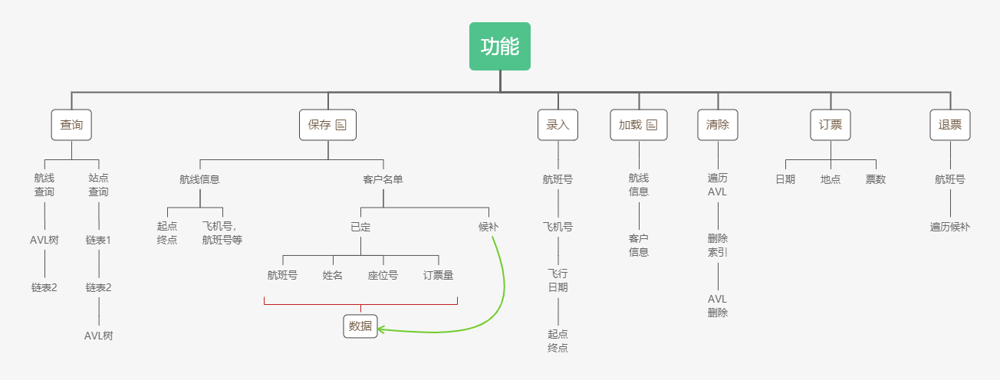 功能
查询
保存
录入
加载
清除
订票
退票
航线
查询
站点
查询
航线信息
客户名单
航班号
航线
信息
遍历
AVL
日期
地点
票数
航班号
AVL树
链表1
起点
终点
飞机号，
航班号等
已定
候补
飞机号
客户
信息
删除
索引
遍历候补
链表2
链表2
航班号
姓名
座位号
订票量
飞行
日期
AVL
删除
AVL树
数据
起点
终点